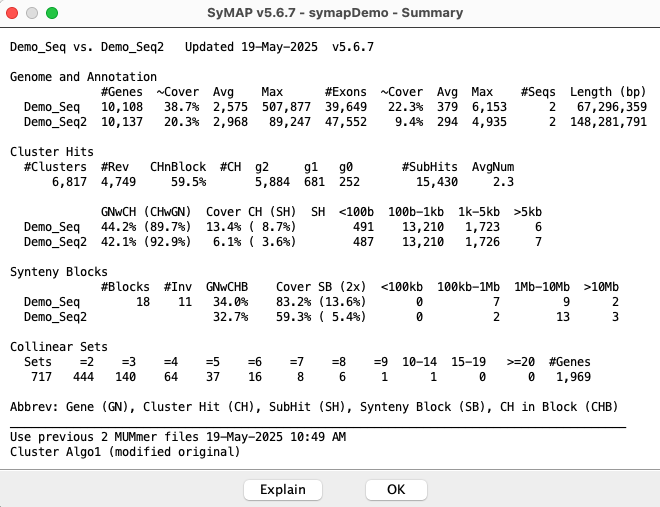 SyMAP v5.6.7 - symapDemo - Summary
Demo_Seq vs. Demo_Seq2   Updated 19-May-2025  v5.6.7
Genome and Annotation
#Genes  ~Cover  Avg    Max      #Exons  ~Cover  Avg  Max    #Seqs  Length (bp)
Demo_Seq   10,108  38.7%  2,575  507,877  39,649  22.3%  379  6,153  2   67,296,359
Demo_Seq2  10,137  20.3%  2,968   89,247  47,552   9.4%  294  4,935  2  148,281,791
Cluster Hits
#Clusters  #Rev   CHnBlock  #CH  g2     g1   g0      #SubHits  AvgNum
6,817  4,749   59.5%       5,884  681  252      15,430     2.3
GNwCH (CHwGN)  Cover CH (SH)  SH  <100b  100b-1kb  1k-5kb  >5kb
Demo_Seq   44.2% (89.7%)  13.4% ( 8.7%)     491    13,210   1,723     6
Demo_Seq2  42.1% (92.9%)   6.1% ( 3.6%)     487    13,210   1,726     7
Synteny Blocks
#Blocks  #Inv  GNwCHB   Cover SB (2x)  <100kb  100kb-1Mb  1Mb-10Mb  >10Mb
Demo_Seq        18    11   34.0%   83.2% (13.6%)       0          7         9      2
Demo_Seq2                  32.7%   59.3% ( 5.4%)       0          2        13      3
Collinear Sets
Sets   =2   =3   =4   =5   =6   =7   =8   =9  10-14  15-19  >=20  #Genes
717  444  140   64   37   16    8    6    1      1      0     0   1,969
Abbrev: Gene (GN), Cluster Hit (CH), SubHit (SH), Synteny Block (SB), CH in Block (CHB)
Use previous 2 MUMmer files 19-May-2025 10:49 AM
Cluster Algo1 (modified original)
Explain   OK